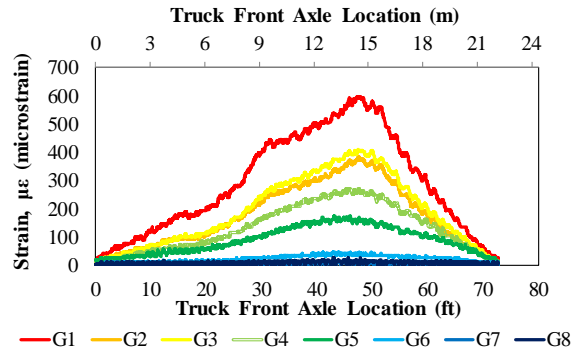 Truck Front Axle Location (m)
0 3 6 9 12 15 18 21 24
700
600
500
400
300
200
100
0
Strain, με (microstrain)
0 10 20 30 40 50 60 70 80
Truck Front Axle Location (ft)
G1 G2 G3 G4 G5 G6 G7 G8